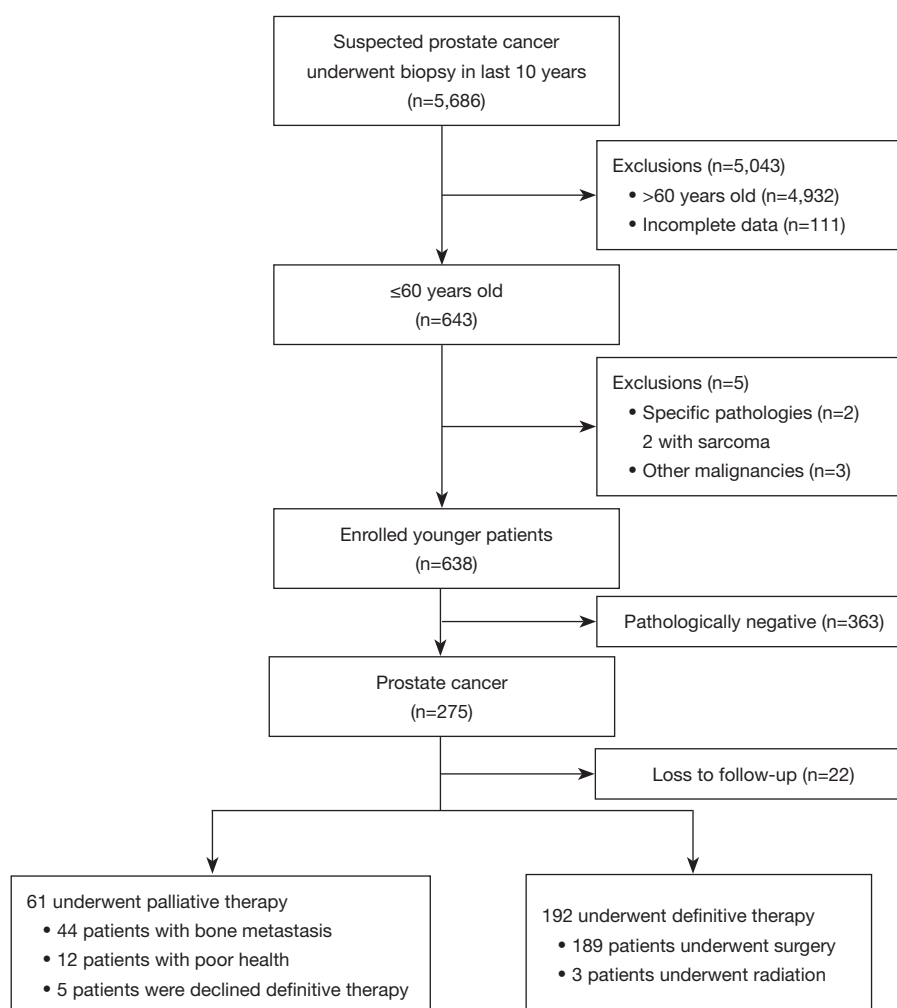 Suspected prostate cancer
underwent biopsy in last 10 years
(n=5,686)
Exclusions (n=5,043)
• >60 years old (n=4,932)
• Incomplete data (n=111)
≤60 years old
(n=643)
Exclusions (n=5)
• Specific pathologies (n=2)
2 with sarcoma
• Other malignancies (n=3)
Enrolled younger patients
(n=638)
Pathologically negative (n=363)
Prostate cancer
(n=275)
Loss to follow-up (n=22)
61 underwent palliative therapy
• 44 patients with bone metastasis
• 12 patients with poor health
• 5 patients were declined definitive therapy
192 underwent definitive therapy
• 189 patients underwent surgery
• 3 patients underwent radiation